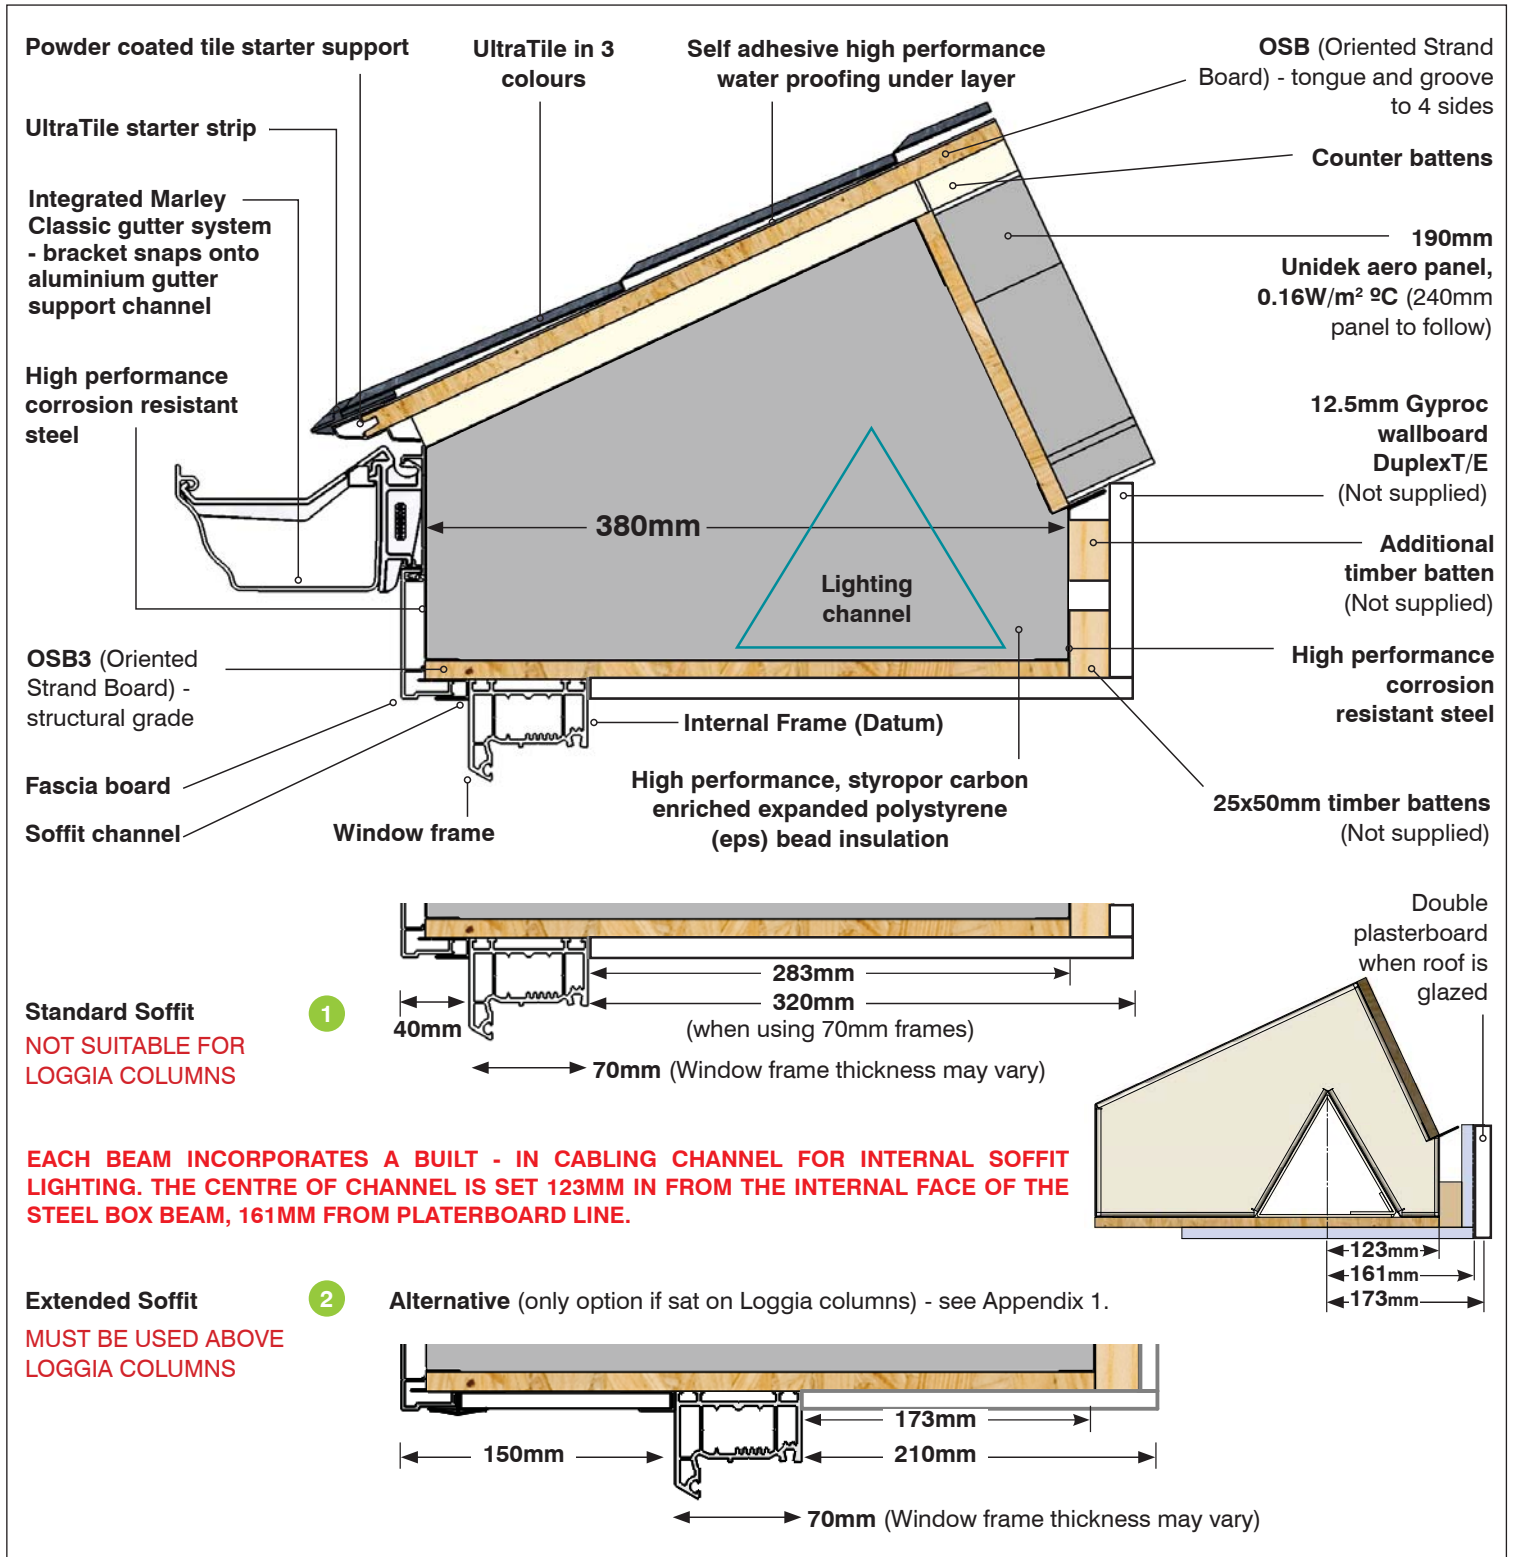 Powder coated tile starter support
UltraTile in 3
colours
Self adhesive high performance
water proofing under layer
OSB (Oriented Strand
Board) - tongue and groove
to 4 sides
UltraTile starter strip
Counter battens
Integrated Marley
Classic gutter system
- bracket snaps onto
aluminium gutter
support channel
190mm
Unidek aero panel,
0.16W/m² ºC (240mm
panel to follow)
High performance
corrosion resistant
steel
12.5mm Gyproc
wallboard
DuplexT/E
(Not supplied)
380mm
Additional
timber batten
(Not supplied)
Lighting
channel
OSB3 (Oriented
Strand Board) -
structural grade
High performance
corrosion
resistant steel
Internal Frame (Datum)
Fascia board
Soffit channel
Window frame
High performance, styropor carbon
enriched expanded polystyrene
(eps) bead insulation
25x50mm timber battens
(Not supplied)
Double
plasterboard
when roof is
glazed
283mm
Standard Soffit
1
40mm
320mm
(when using 70mm frames)
NOT SUITABLE FOR
LOGGIA COLUMNS
70mm (Window frame thickness may vary)
EACH BEAM INCORPORATES A BUILT - IN CABLING CHANNEL FOR INTERNAL SOFFIT
LIGHTING. THE CENTRE OF CHANNEL IS SET 123MM IN FROM THE INTERNAL FACE OF THE
STEEL BOX BEAM, 161MM FROM PLATERBOARD LINE.
123mm
161mm
173mm
Extended Soffit
2
Alternative (only option if sat on Loggia columns) - see Appendix 1.
MUST BE USED ABOVE
LOGGIA COLUMNS
173mm
150mm
210mm
70mm (Window frame thickness may vary)